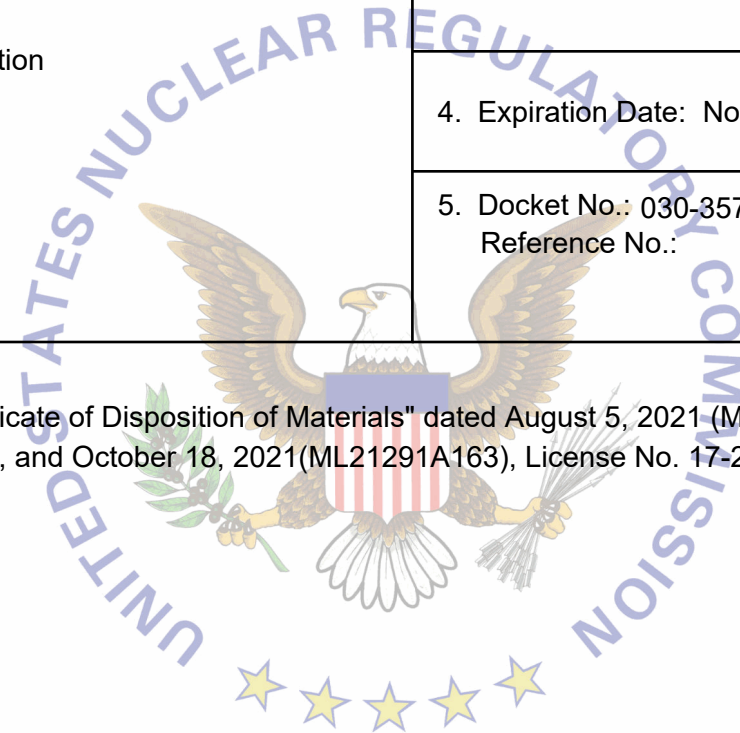 UNITED STATES NUCLEAR REGULATORY COMMISSION
tion
4. Expiration Date: No
5. Docket No.: 030-357
Reference No.:
icate of Disposition of Materials" dated August 5, 2021 (M
, and October 18, 2021(ML21291A163), License No. 17-2